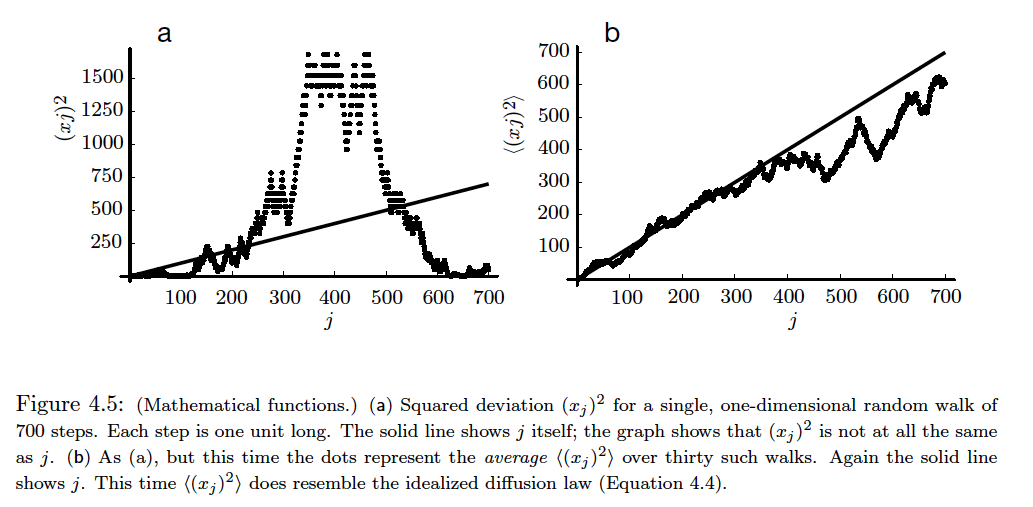 a
b
(xj)^2
1500
1250
1000
750
500
250
100 200 300 400 500 600 700
j
⟨(xj)^2⟩
700
600
500
400
300
200
100
100 200 300 400 500 600 700
j
Figure 4.5: (Mathematical functions.) (a) Squared deviation (x_j)^2 for a single, one-dimensional random walk of
700 steps. Each step is one unit long. The solid line shows j itself; the graph shows that (x_j)^2 is not at all the same
as j. (b) As (a), but this time the dots represent the average ⟨(x_j)^2⟩ over thirty such walks. Again the solid line
shows j. This time ⟨(x_j)^2⟩ does resemble the idealized diffusion law (Equation 4.4).